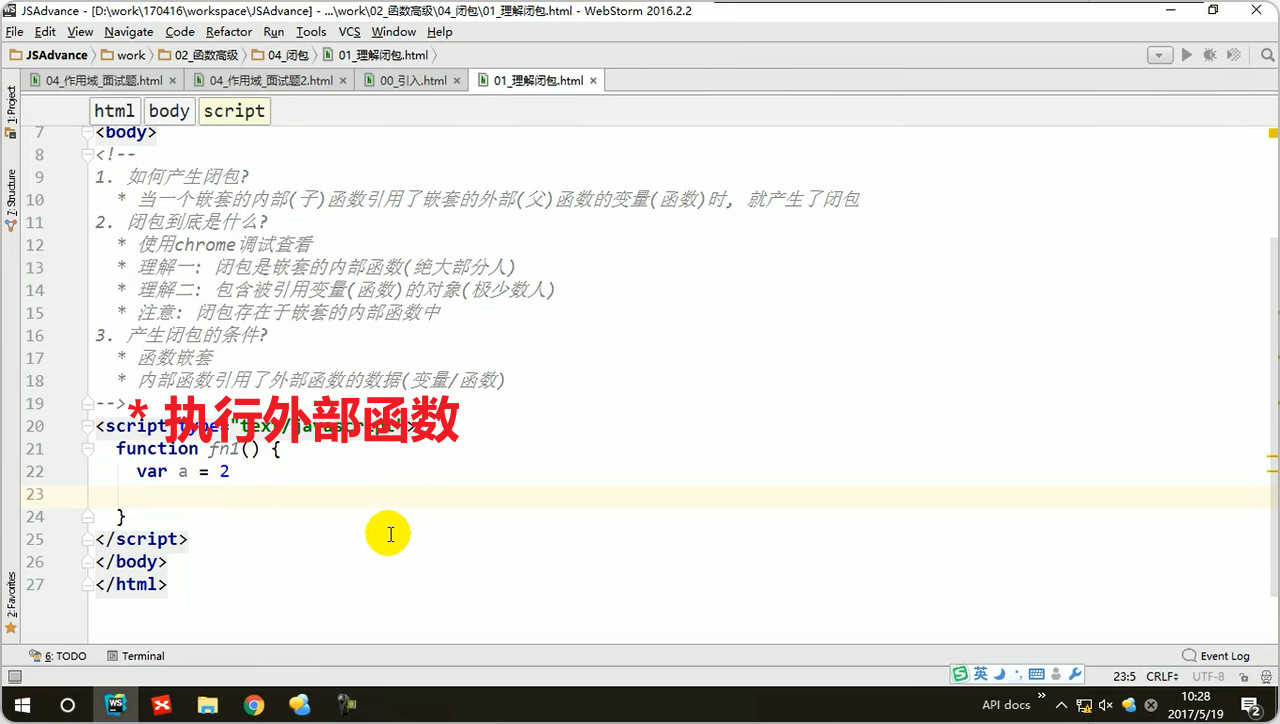 JSAdvance - [D:\work\170416\workspace\JSAdvance] - ...\work\02_函数高级\04_闭包\01_理解闭包.html - WebStorm 2016.2.2
File Edit View Navigate Code Refactor Run Tools VCS Window Help
JSAdvance work 02_函数高级 04_闭包 01_理解闭包.html
04_作用域_面试题.html 04_作用域_面试题2.html 00_引入.html 01_理解闭包.html
html body script
1: Project
7: Structure
2: Favorites
7 <body>
8 <!--
9 1. 如何产生闭包?
10 * 当一个嵌套的内部(子)函数引用了嵌套的外部(父)函数的变量(函数)时, 就产生了闭包
11 2. 闭包到底是什么?
12 * 使用chrome调试查看
13 * 理解一: 闭包是嵌套的内部函数(绝大部分人)
14 * 理解二: 包含被引用变量(函数)的对象(极少数人)
15 * 注意: 闭包存在于嵌套的内部函数中
16 3. 产生闭包的条件?
17 * 函数嵌套
18 * 内部函数引用了外部函数的数据(变量/函数)
19 -->
* 执行外部函数
20 <script type="text/javascript">
21 function fn1() {
22 var a = 2
23
24 }
25 </script>
26 </body>
27 </html>
6: TODO Terminal Event Log
英
23:5 CRLF UTF-8
WS
API docs
10:28
2017/5/19
2